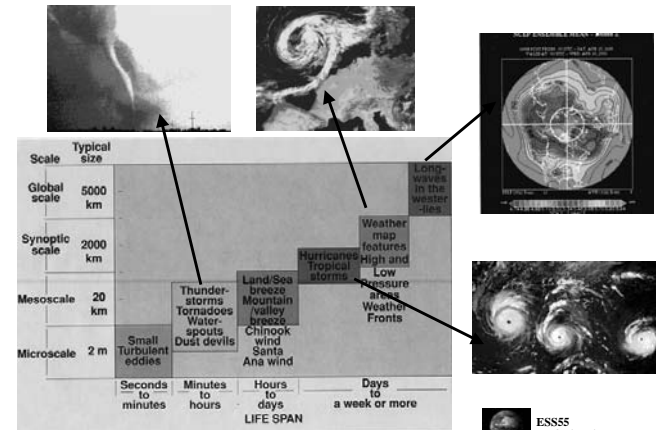 NCEP ENSEMBLE MEAN -
Scale
Typical
size
Global
scale
5000
km
Synoptic
scale
2000
km
Mesoscale
20
km
Microscale
2 m
Small
Turbulent
eddies
Thunder-
storms
Tornadoes
Water-
spouts
Dust devils
Land/Sea
breeze
Mountain
/valley
breeze
Chinook
wind
Santa
Ana wind
Hurricanes
Tropical
storms
Weather
map
features
High and
Low
Pressure
areas
Weather
Fronts
Long-
waves
in the
wester
-lies
Seconds
to
minutes
Minutes
to
hours
Hours
to
days
Days
to
a week or more
LIFE SPAN
ESS55